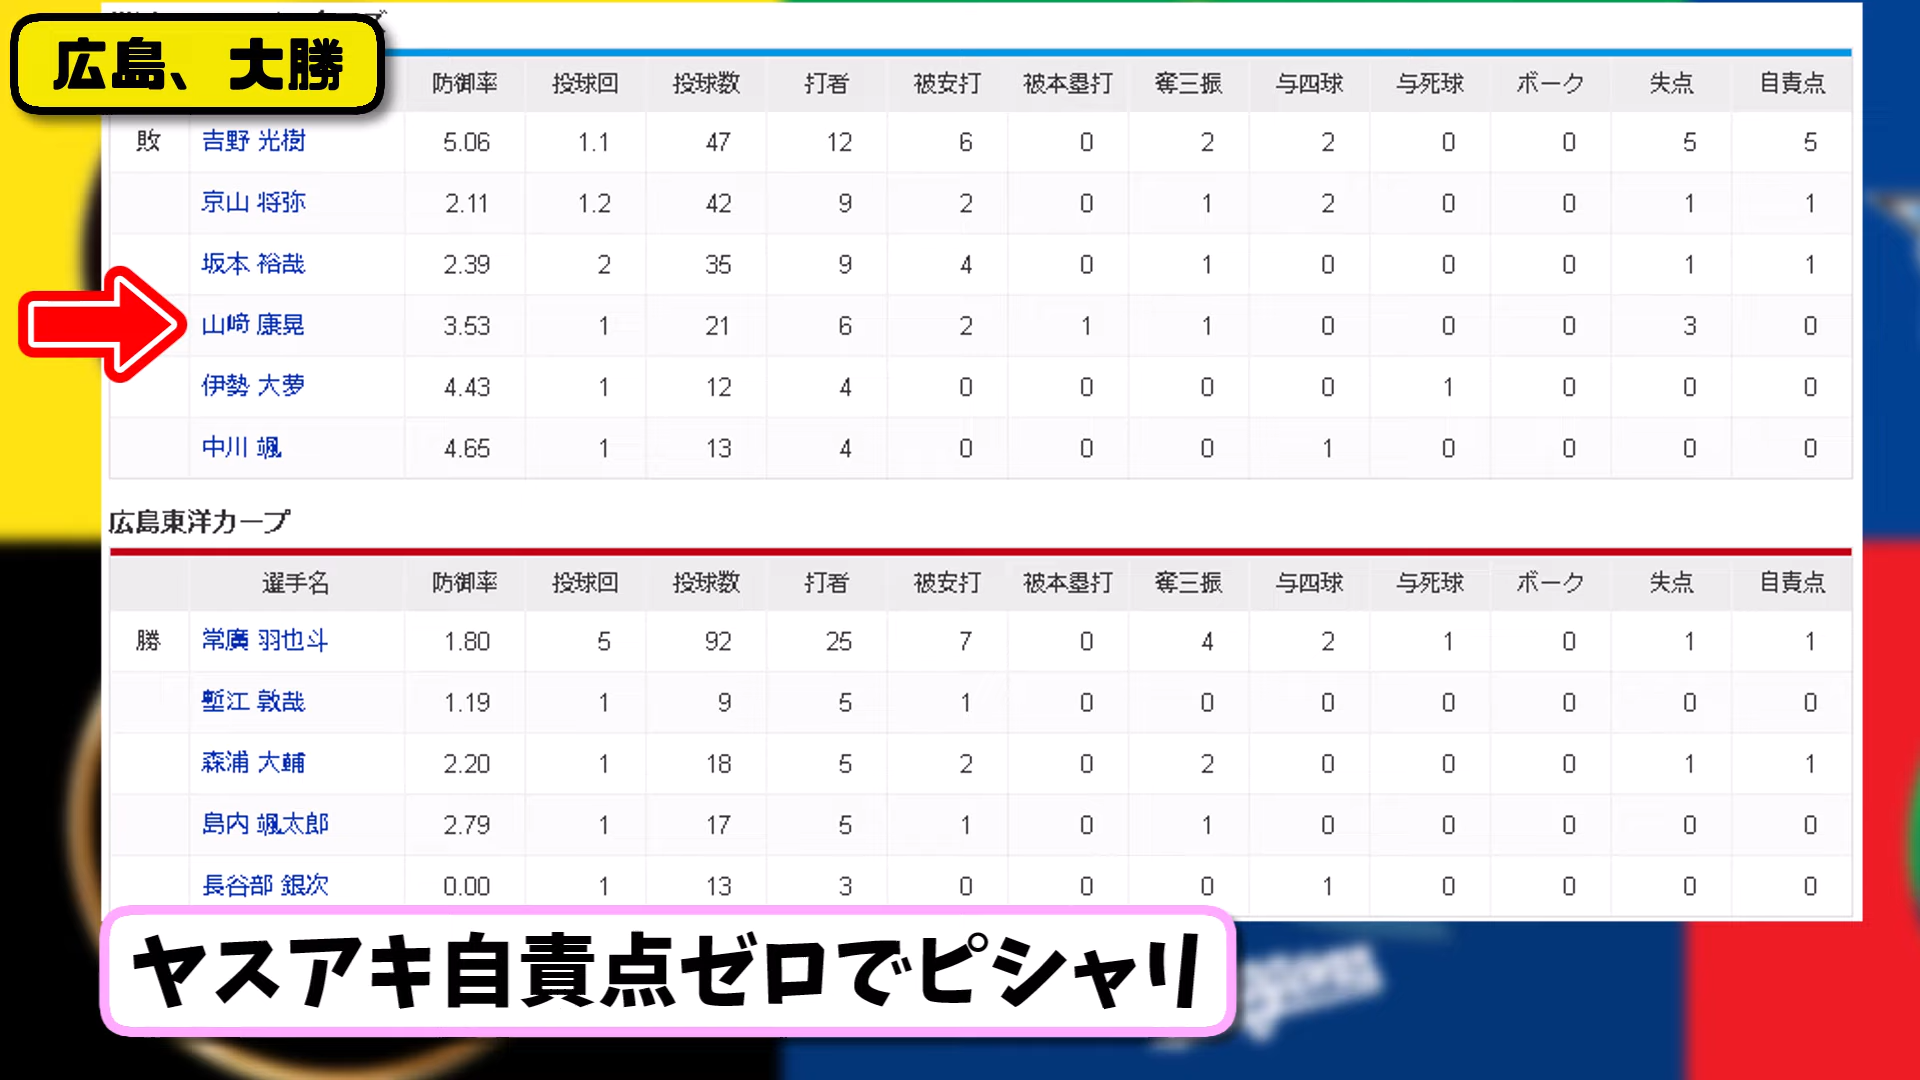 広島、大勝
防御率 投球回 投球数 打者 被安打 被本塁打 奪三振 与四球 与死球 ボーク 失点 自責点
敗 吉野 光樹 5.06 1.1 47 12 6 0 2 2 0 0 5 5
京山 将弥 2.11 1.2 42 9 2 0 1 2 0 0 1 1
坂本 裕哉 2.39 2 35 9 4 0 1 0 0 0 1 1
山﨑 康晃 3.53 1 21 6 2 1 1 0 0 0 3 0
伊勢 大夢 4.43 1 12 4 0 0 0 0 1 0 0 0
中川 颯 4.65 1 13 4 0 0 0 1 0 0 0 0
広島東洋カープ
選手名 防御率 投球回 投球数 打者 被安打 被本塁打 奪三振 与四球 与死球 ボーク 失点 自責点
勝 常廣 羽也斗 1.80 5 92 25 7 0 4 2 1 0 1 1
塹江 敦哉 1.19 1 9 5 1 0 0 0 0 0 0 0
森浦 大輔 2.20 1 18 5 2 0 2 0 0 0 1 1
島内 颯太郎 2.79 1 17 5 1 0 1 0 0 0 0 0
長谷部 銀次 0.00 1 13 3 0 0 0 1 0 0 0 0
ヤスアキ自責点ゼロでピシャリ